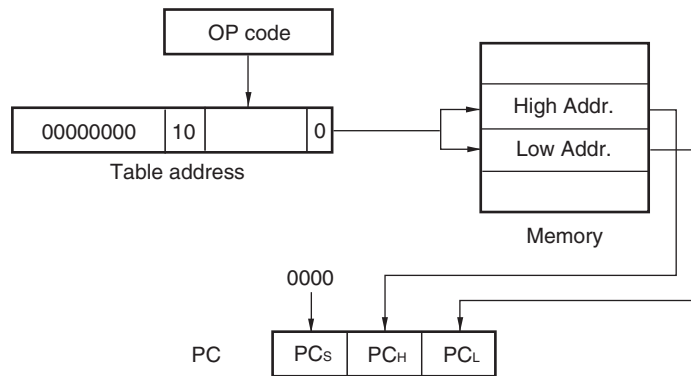 OP code
00000000 10 0
Table address
High Addr.
Low Addr.
Memory
0000
PC PCS PCH PCL